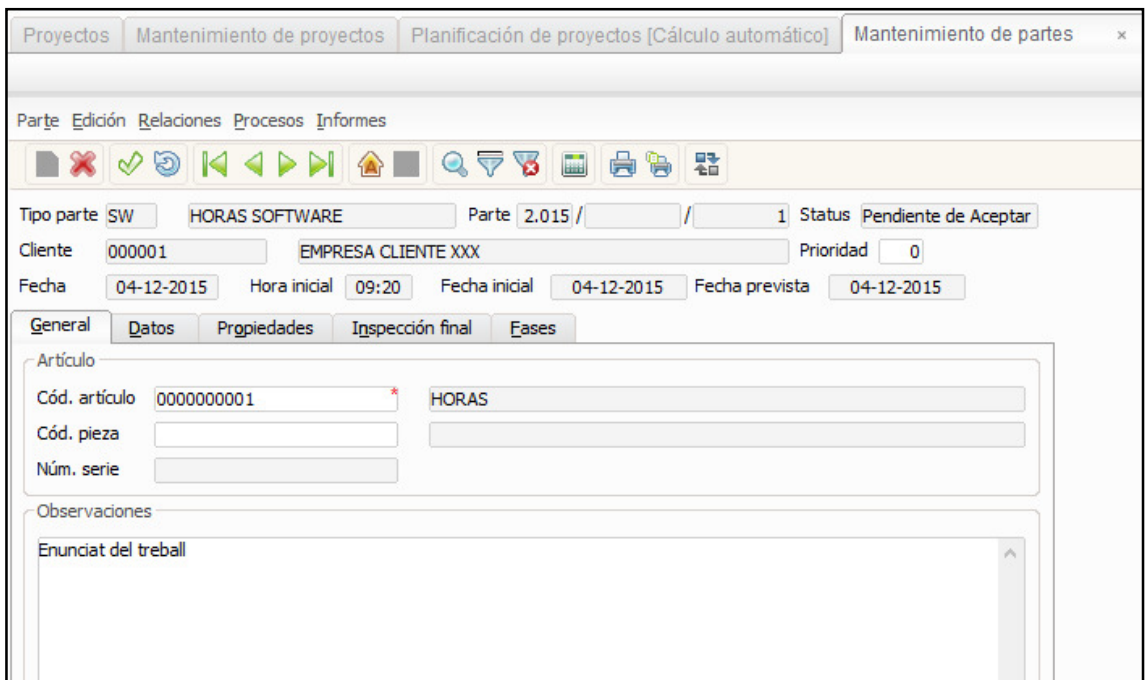 Proyectos Mantenimiento de proyectos Planificación de proyectos [Cálculo automático] Mantenimiento de partes ×
Parte Edición Relaciones Procesos Informes
Tipo parte SW HORAS SOFTWARE Parte 2.015 / / 1 Status Pendiente de Aceptar
Cliente 000001 EMPRESA CLIENTE XXX Prioridad 0
Fecha 04-12-2015 Hora inicial 09:20 Fecha inicial 04-12-2015 Fecha prevista 04-12-2015
General Datos Propiedades Inspección final Fases
Artículo
Cód. artículo 0000000001 * HORAS
Cód. pieza
Núm. serie
Observaciones
Enunciat del treball